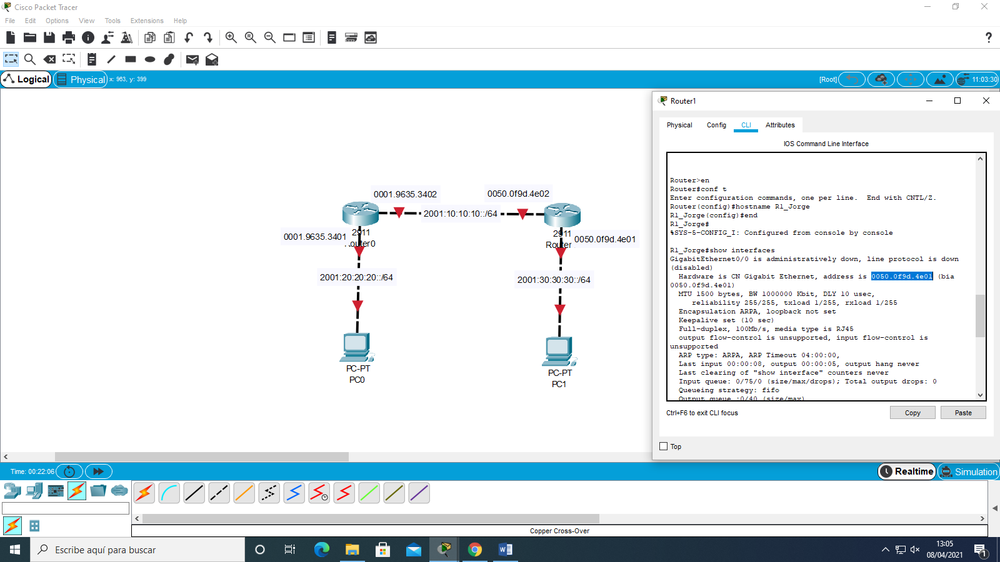 Cisco Packet Tracer
File Edit Options View Tools Extensions Help
Logical Physical x: 963, y: 399 [Root] 11:03:30
Router1
Physical Config CLI Attributes
IOS Command Line Interface
Router>en
Router#conf t
Enter configuration commands, one per line.  End with CNTL/Z.
Router(config)#hostname R1_Jorge
R1_Jorge(config)#end
R1_Jorge#
%SYS-5-CONFIG_I: Configured from console by console
R1_Jorge#show interfaces
GigabitEthernet0/0 is administratively down, line protocol is down
(disabled)
Hardware is CN Gigabit Ethernet, address is 0050.0f9d.4e01 (bia
0050.0f9d.4e01)
MTU 1500 bytes, BW 1000000 Kbit, DLY 10 usec,
reliability 255/255, txload 1/255, rxload 1/255
Encapsulation ARPA, loopback not set
Keepalive set (10 sec)
Full-duplex, 100Mb/s, media type is RJ45
output flow-control is unsupported, input flow-control is
unsupported
ARP type: ARPA, ARP Timeout 04:00:00,
Last input 00:00:08, output 00:00:05, output hang never
Last clearing of "show interface" counters never
Input queue: 0/75/0 (size/max/drops); Total output drops: 0
Queueing strategy: fifo
Output queue :0/40 (size/max)
Ctrl+F6 to exit CLI focus
Copy Paste
Top
0001.9635.3402
0050.0f9d.4e02
2001:10:10:10::/64
0001.9635.3401
2911
Router0
2911
Router
0050.0f9d.4e01
2001:20:20:20::/64
2001:30:30:30::/64
PC-PT
PC0
PC-PT
PC1
Time: 00:22:06
Realtime Simulation
Copper Cross-Over
Escribe aquí para buscar
13:05
08/04/2021
1